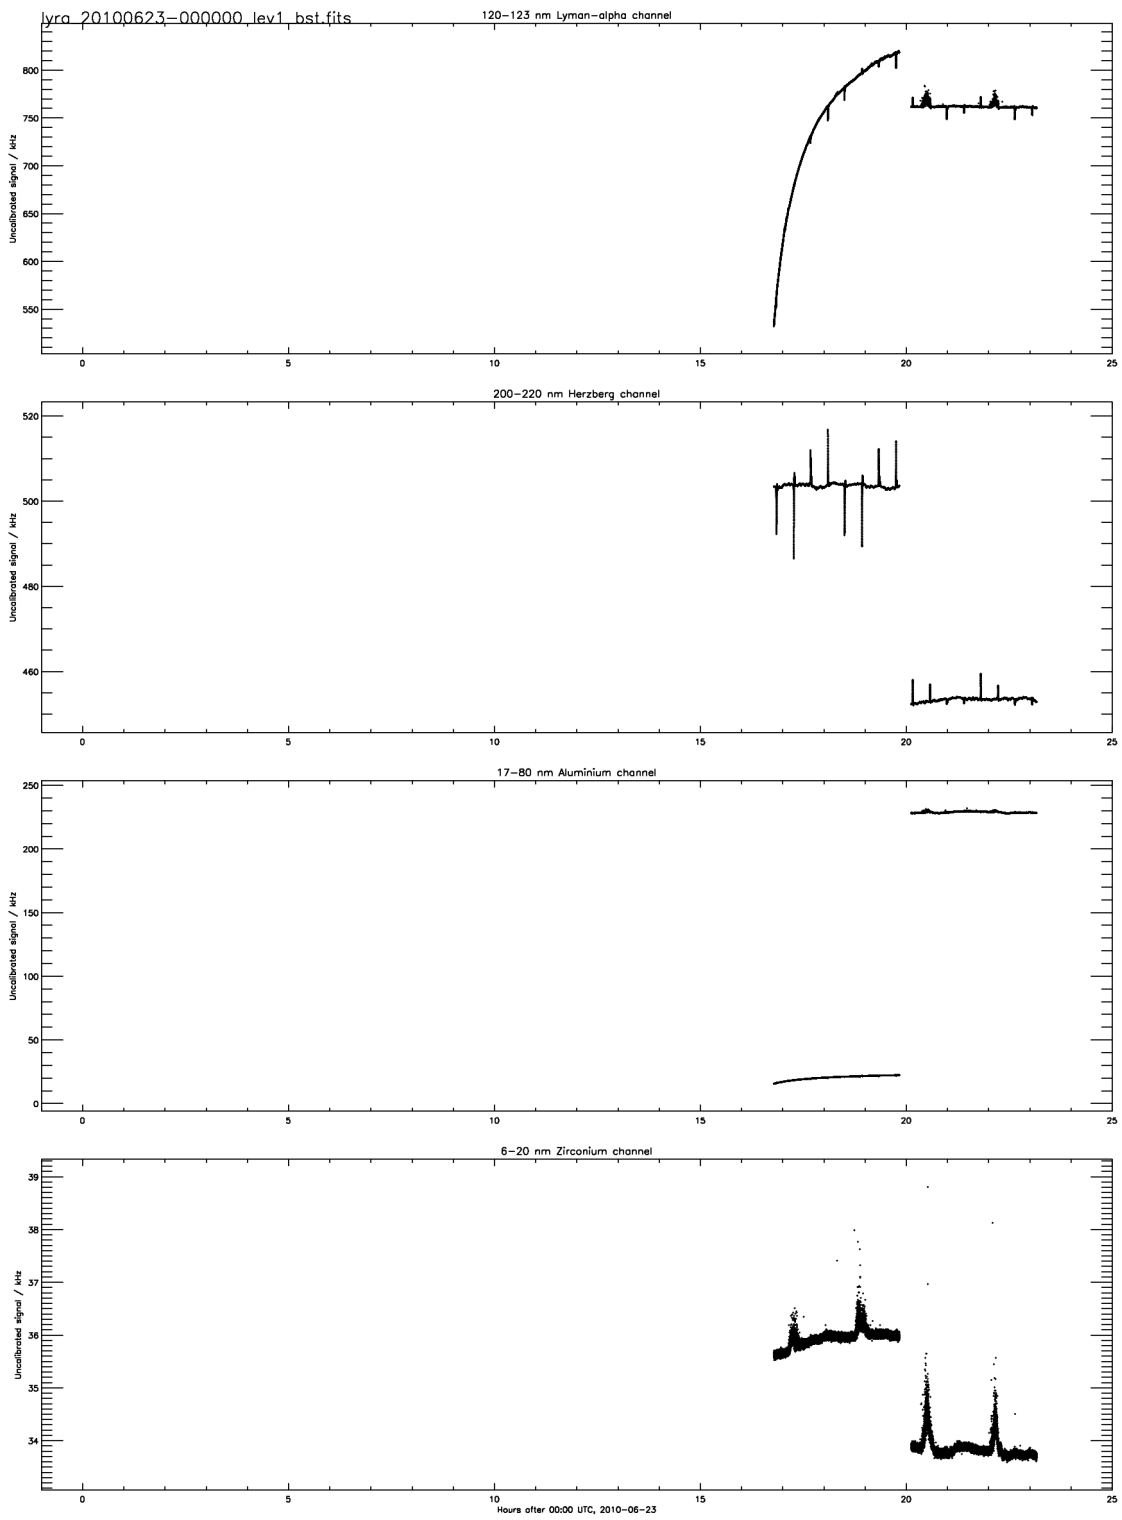 lyra_20100623-000000_lev1_bst.fits
120-123 nm Lyman-alpha channel
Uncalibrated signal / kHz
800
750
700
650
600
550
0 5 10 15 20 25
200-220 nm Herzberg channel
Uncalibrated signal / kHz
520
500
480
460
0 5 10 15 20 25
17-80 nm Aluminium channel
Uncalibrated signal / kHz
250
200
150
100
50
0
0 5 10 15 20 25
6-20 nm Zirconium channel
Uncalibrated signal / kHz
39
38
37
36
35
34
0 5 10 15 20 25
Hours after 00:00 UTC, 2010-06-23